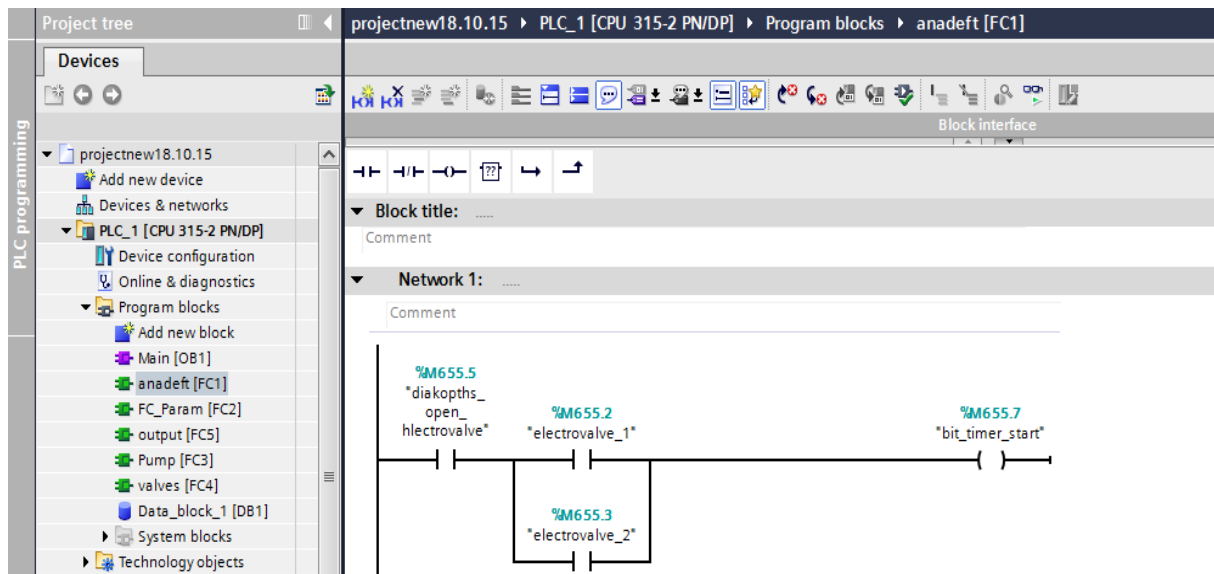 Project tree
projectnew18.10.15 ▸ PLC_1 [CPU 315-2 PN/DP] ▸ Program blocks ▸ anadeft [FC1]
Devices
Block interface
PLC programming
projectnew18.10.15
Add new device
Devices & networks
PLC_1 [CPU 315-2 PN/DP]
Device configuration
Online & diagnostics
Program blocks
Add new block
Main [OB1]
anadeft [FC1]
FC_Param [FC2]
output [FC5]
Pump [FC3]
valves [FC4]
Data_block_1 [DB1]
System blocks
Technology objects
??
Block title: .....
Comment
Network 1: .....
Comment
%M655.5
"diakopths_
open_
hlectrovalve"
%M655.2
"electrovalve_1"
%M655.7
"bit_timer_start"
%M655.3
"electrovalve_2"